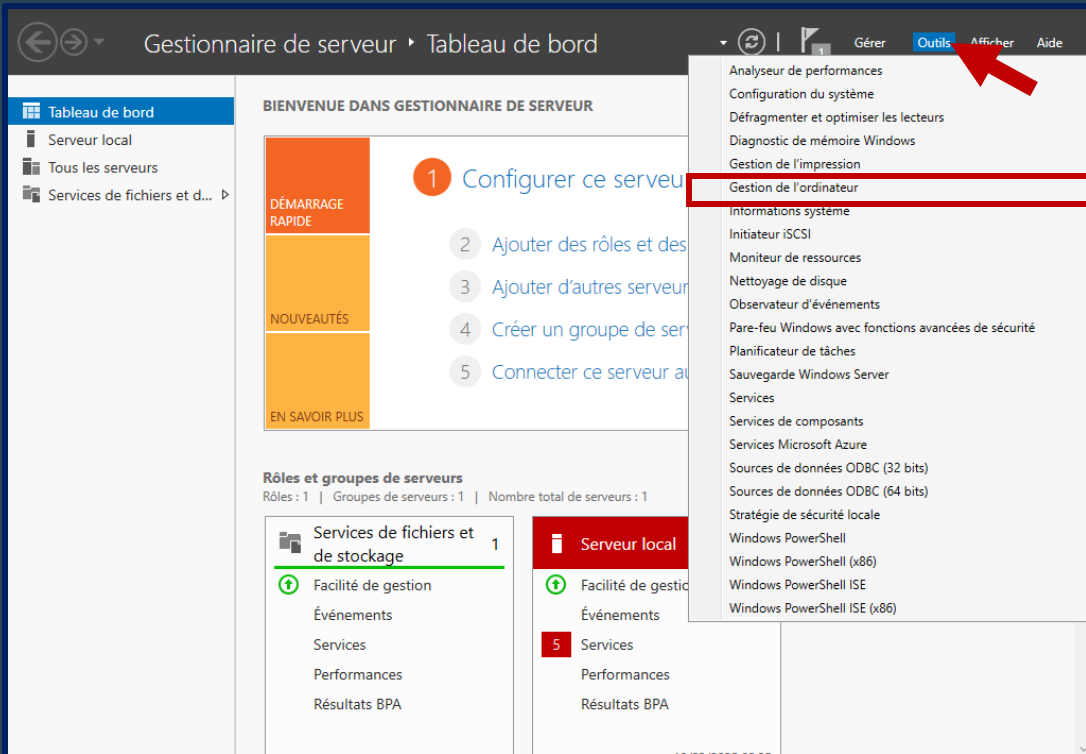 Gestionnaire de serveur
Tableau de bord
1
Gérer
Outils
Afficher
Aide
Tableau de bord
Serveur local
Tous les serveurs
Services de fichiers et d...
BIENVENUE DANS GESTIONNAIRE DE SERVEUR
DÉMARRAGE
RAPIDE
NOUVEAUTÉS
EN SAVOIR PLUS
1 Configurer ce serveu
2 Ajouter des rôles et des
3 Ajouter d'autres serveur
4 Créer un groupe de ser
5 Connecter ce serveur a
Analyseur de performances
Configuration du système
Défragmenter et optimiser les lecteurs
Diagnostic de mémoire Windows
Gestion de l'impression
Gestion de l'ordinateur
Informations système
Initiateur iSCSI
Moniteur de ressources
Nettoyage de disque
Observateur d'événements
Pare-feu Windows avec fonctions avancées de sécurité
Planificateur de tâches
Sauvegarde Windows Server
Services
Services de composants
Services Microsoft Azure
Sources de données ODBC (32 bits)
Sources de données ODBC (64 bits)
Stratégie de sécurité locale
Windows PowerShell
Windows PowerShell (x86)
Windows PowerShell ISE
Windows PowerShell ISE (x86)
Rôles et groupes de serveurs
Rôles : 1 | Groupes de serveurs : 1 | Nombre total de serveurs : 1
Services de fichiers et
de stockage
1
Facilité de gestion
Événements
Services
Performances
Résultats BPA
Serveur local
Facilité de gestio
Événements
5 Services
Performances
Résultats BPA